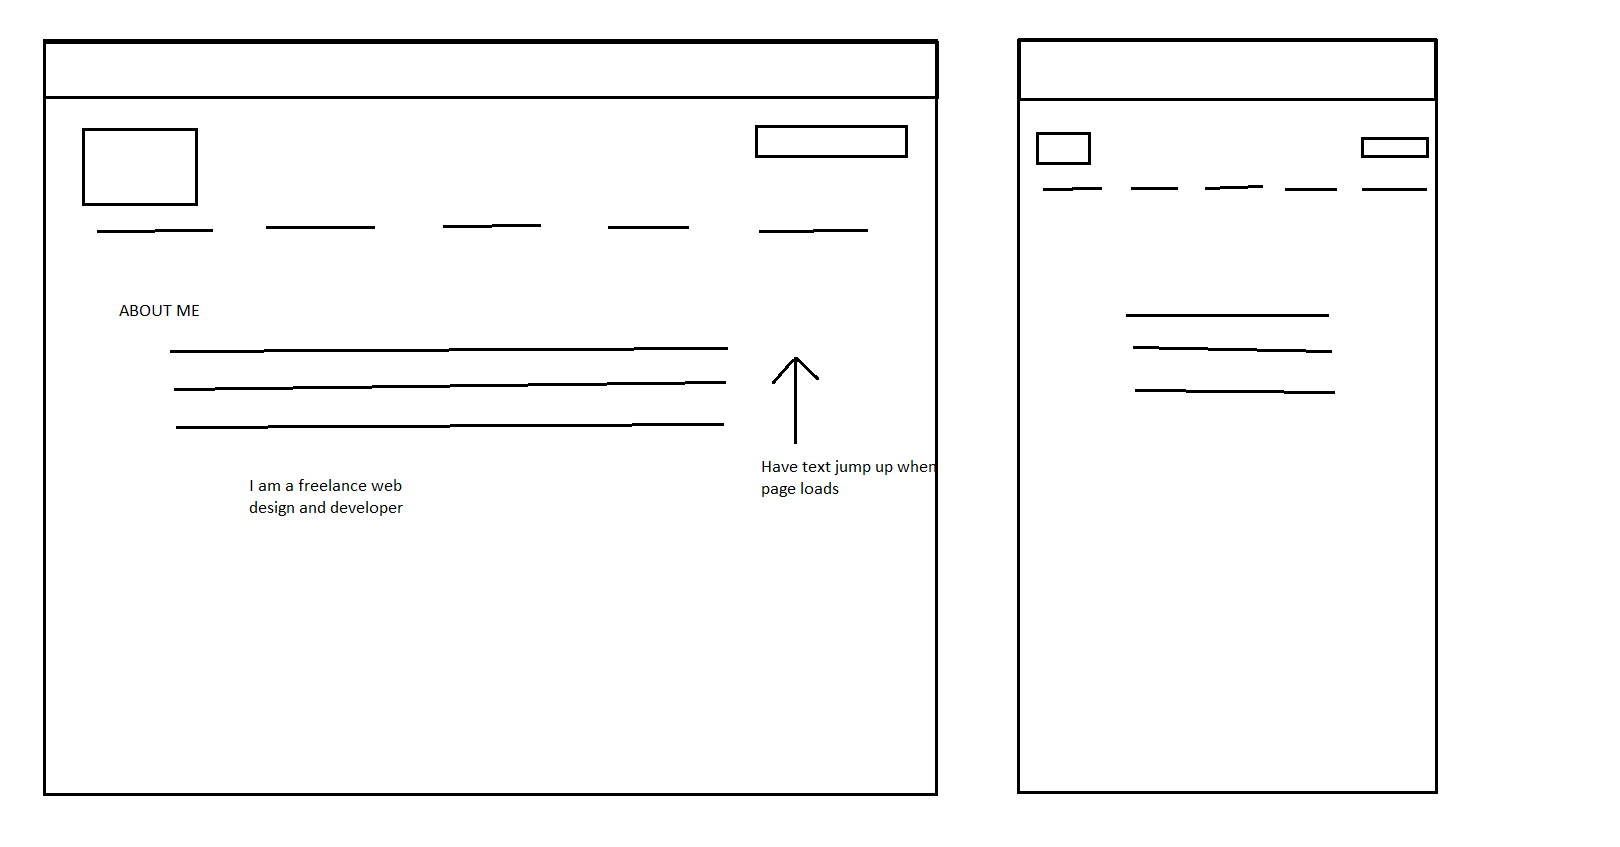 ABOUT ME
Have text jump up when
page loads
I am a freelance web
design and developer